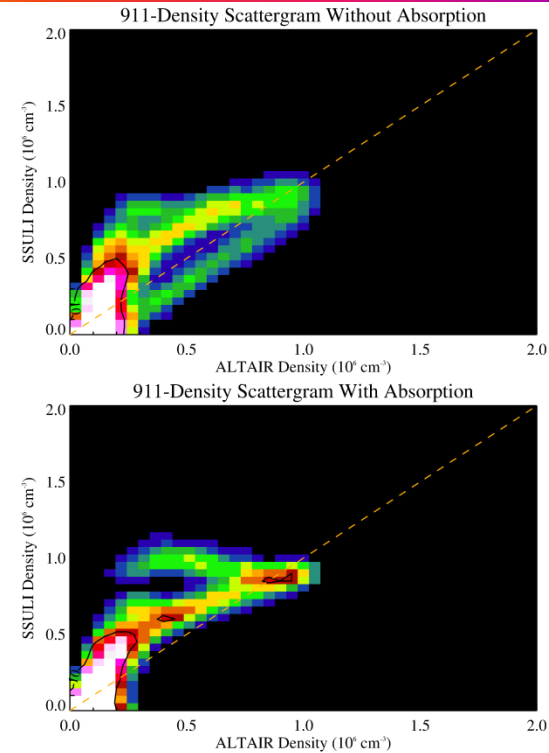 911-Density Scattergram Without Absorption
2.0
1.5
1.0
0.5
0.0
SSULI Density (10⁶ cm⁻³)
0.0 0.5 1.0 1.5 2.0
ALTAIR Density (10⁶ cm⁻³)
911-Density Scattergram With Absorption
2.0
1.5
1.0
0.5
0.0
SSULI Density (10⁶ cm⁻³)
0.0 0.5 1.0 1.5 2.0
ALTAIR Density (10⁶ cm⁻³)